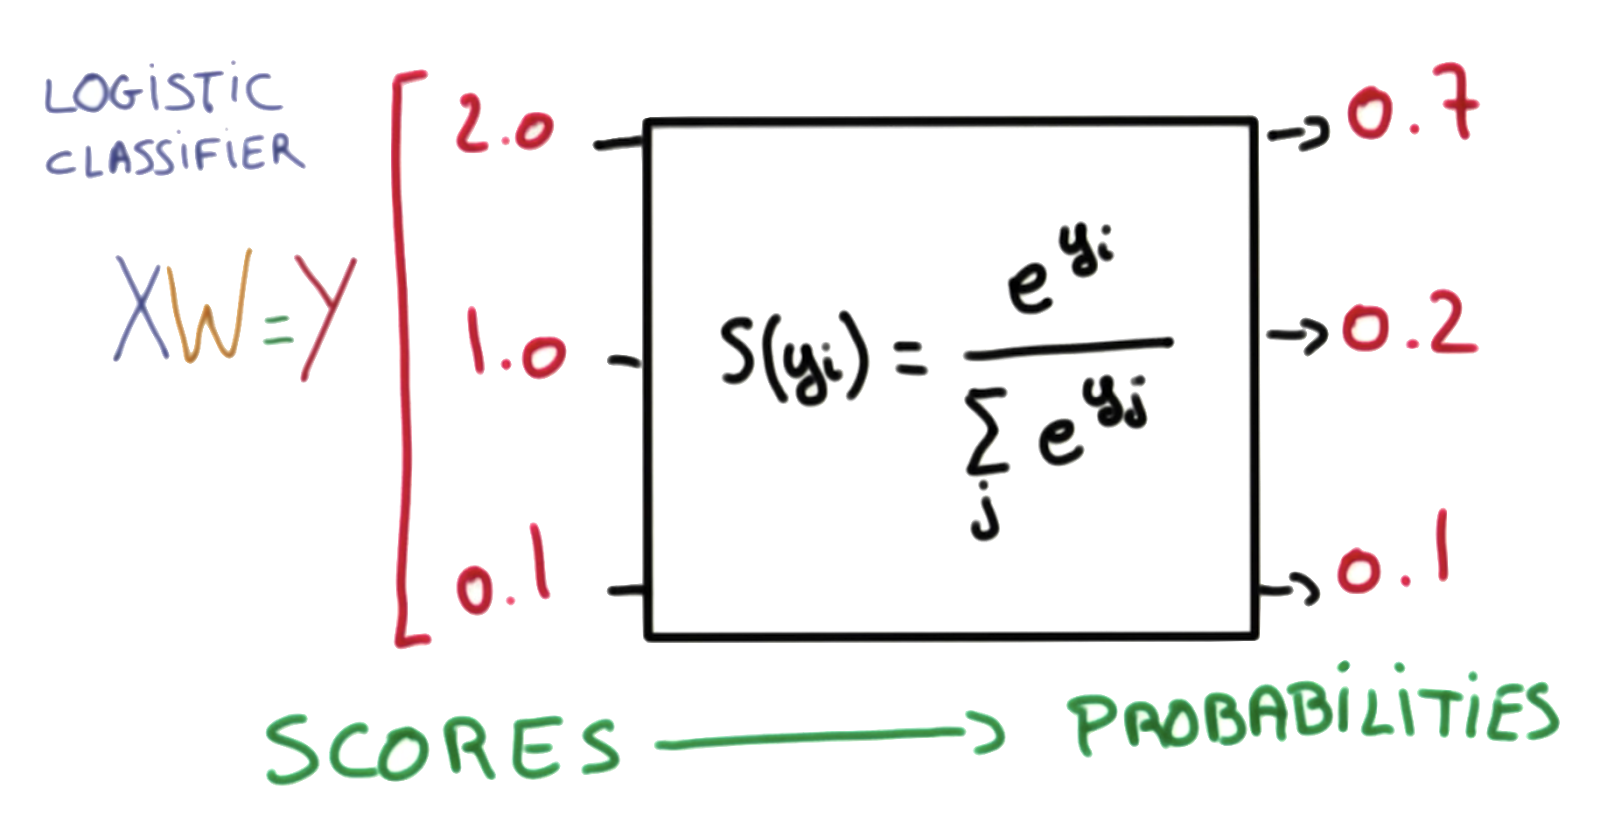 LOGISTIC
CLASSIFIER
XW=Y
2.0
1.0
0.1
S(yi) = e^yi / ∑j e^yj
0.7
0.2
0.1
SCORES → PROBABILITIES